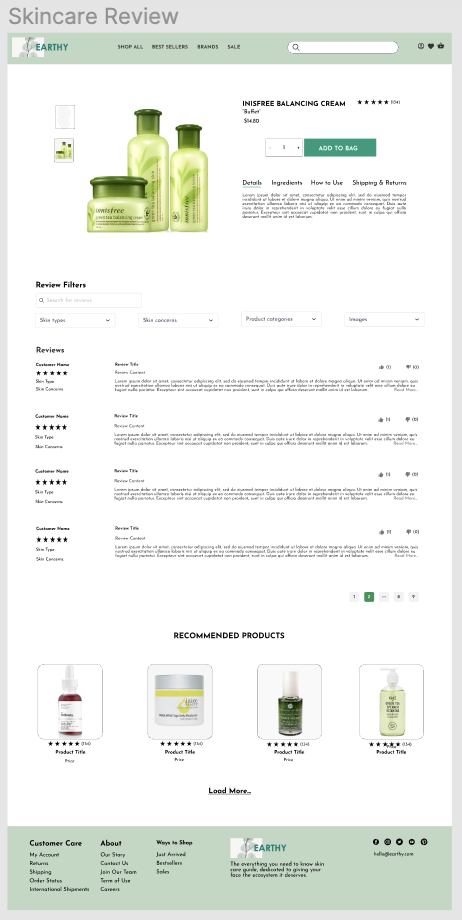 Skincare Review
EARTHY
SHOP ALL BEST SELLERS BRANDS SALE
INISFREE BALANCING CREAM ★★★★★ (134)
"Buffet"
$14.80
- 1 +
ADD TO BAG
Details Ingredients How to Use Shipping & Returns
Lorem ipsum dolor sit amet, consectetur adipiscing elit, sed do eiusmod tempor
incididunt ut labore et dolore magna aliqua. Ut enim ad minim veniam, quis nostrud
exercitation ullamco laboris nisi ut aliquip ex ea commodo consequat. Duis aute
irure dolor in reprehenderit in voluptate velit esse cillum dolore eu fugiat nulla
pariatur. Excepteur sint occaecat cupidatat non proident, sunt in culpa qui officia
deserunt mollit anim id est laborum.
innisfree
green tea balancing cream
Review Filters
Search for reviews
Skin types Skin concerns Product categories Images
Reviews
Customer Name Review Title (1) (0)
★★★★★ Review Content
Skin Type Lorem ipsum dolor sit amet, consectetur adipiscing elit, sed do eiusmod tempor incididunt ut labore et dolore magna aliqua. Ut enim ad minim veniam, quis
nostrud exercitation ullamco laboris nisi ut aliquip ex ea commodo consequat. Duis aute irure dolor in reprehenderit in voluptate velit esse cillum dolore eu
Skin Concerns fugiat nulla pariatur. Excepteur sint occaecat cupidatat non proident, sunt in culpa qui officia deserunt mollit anim id est laborum. Read More..
Customer Name Review Title (1) (0)
★★★★★ Review Content
Skin Type Lorem ipsum dolor sit amet, consectetur adipiscing elit, sed do eiusmod tempor incididunt ut labore et dolore magna aliqua. Ut enim ad minim veniam, quis
nostrud exercitation ullamco laboris nisi ut aliquip ex ea commodo consequat. Duis aute irure dolor in reprehenderit in voluptate velit esse cillum dolore eu
Skin Concerns fugiat nulla pariatur. Excepteur sint occaecat cupidatat non proident, sunt in culpa qui officia deserunt mollit anim id est laborum. Read More..
Customer Name Review Title (1) (0)
★★★★★ Review Content
Skin Type Lorem ipsum dolor sit amet, consectetur adipiscing elit, sed do eiusmod tempor incididunt ut labore et dolore magna aliqua. Ut enim ad minim veniam, quis
nostrud exercitation ullamco laboris nisi ut aliquip ex ea commodo consequat. Duis aute irure dolor in reprehenderit in voluptate velit esse cillum dolore eu
Skin Concerns fugiat nulla pariatur. Excepteur sint occaecat cupidatat non proident, sunt in culpa qui officia deserunt mollit anim id est laborum. Read More..
Customer Name Review Title (1) (0)
★★★★★ Review Content
Skin Type Lorem ipsum dolor sit amet, consectetur adipiscing elit, sed do eiusmod tempor incididunt ut labore et dolore magna aliqua. Ut enim ad minim veniam, quis
nostrud exercitation ullamco laboris nisi ut aliquip ex ea commodo consequat. Duis aute irure dolor in reprehenderit in voluptate velit esse cillum dolore eu
Skin Concerns fugiat nulla pariatur. Excepteur sint occaecat cupidatat non proident, sunt in culpa qui officia deserunt mollit anim id est laborum. Read More..
1 2 ... 8 9
RECOMMENDED PRODUCTS
★★★★★ (134) ★★★★★ (134) ★★★★★ (134) ★★★★★ (134)
Product Title Product Title Product Title Product Title
Price Price Price
Load More..
Customer Care About Ways to Shop
My Account Our Story Just Arrived
Returns Contact Us Bestsellers
Shipping Join Our Team Sales
Order Status Term of Use
International Shipments Careers
EARTHY
The everything you need to know skin
care guide, dedicated to giving your
face the ecosystem it deserves.
hello@earthy.com